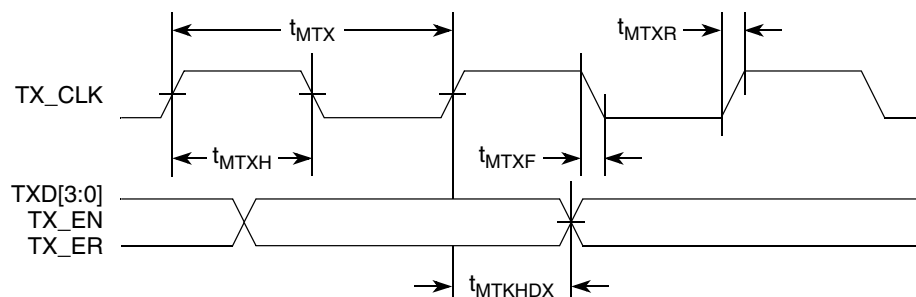 tMTX
tMTXR
TX_CLK
tMTXH
tMTXF
TXD[3:0]
TX_EN
TX_ER
tMTKHDX